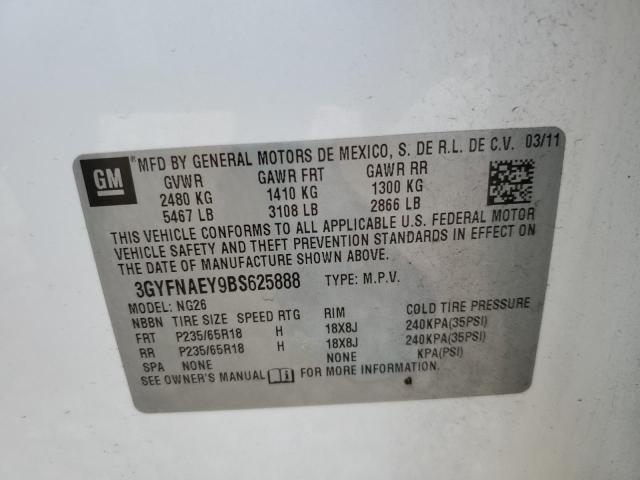 GM
*MFD BY GENERAL MOTORS DE MEXICO, S. DE R.L. DE C.V. 03/11
GVWR GAWR FRT GAWR RR
2480 KG 1410 KG 1300 KG
5467 LB 3108 LB 2866 LB
THIS VEHICLE CONFORMS TO ALL APPLICABLE U.S. FEDERAL MOTOR
VEHICLE SAFETY AND THEFT PREVENTION STANDARDS IN EFFECT ON
THE DATE OF MANUFACTURE SHOWN ABOVE.
3GYFNAEY9BS625888 TYPE: M.P.V.
MODEL: NG26
NBBN TIRE SIZE SPEED RTG RIM COLD TIRE PRESSURE
FRT P235/65R18 H 18X8J 240KPA(35PSI)
RR P235/65R18 H 18X8J 240KPA(35PSI)
SPA NONE NONE KPA(PSI)
SEE OWNER'S MANUAL FOR MORE INFORMATION.